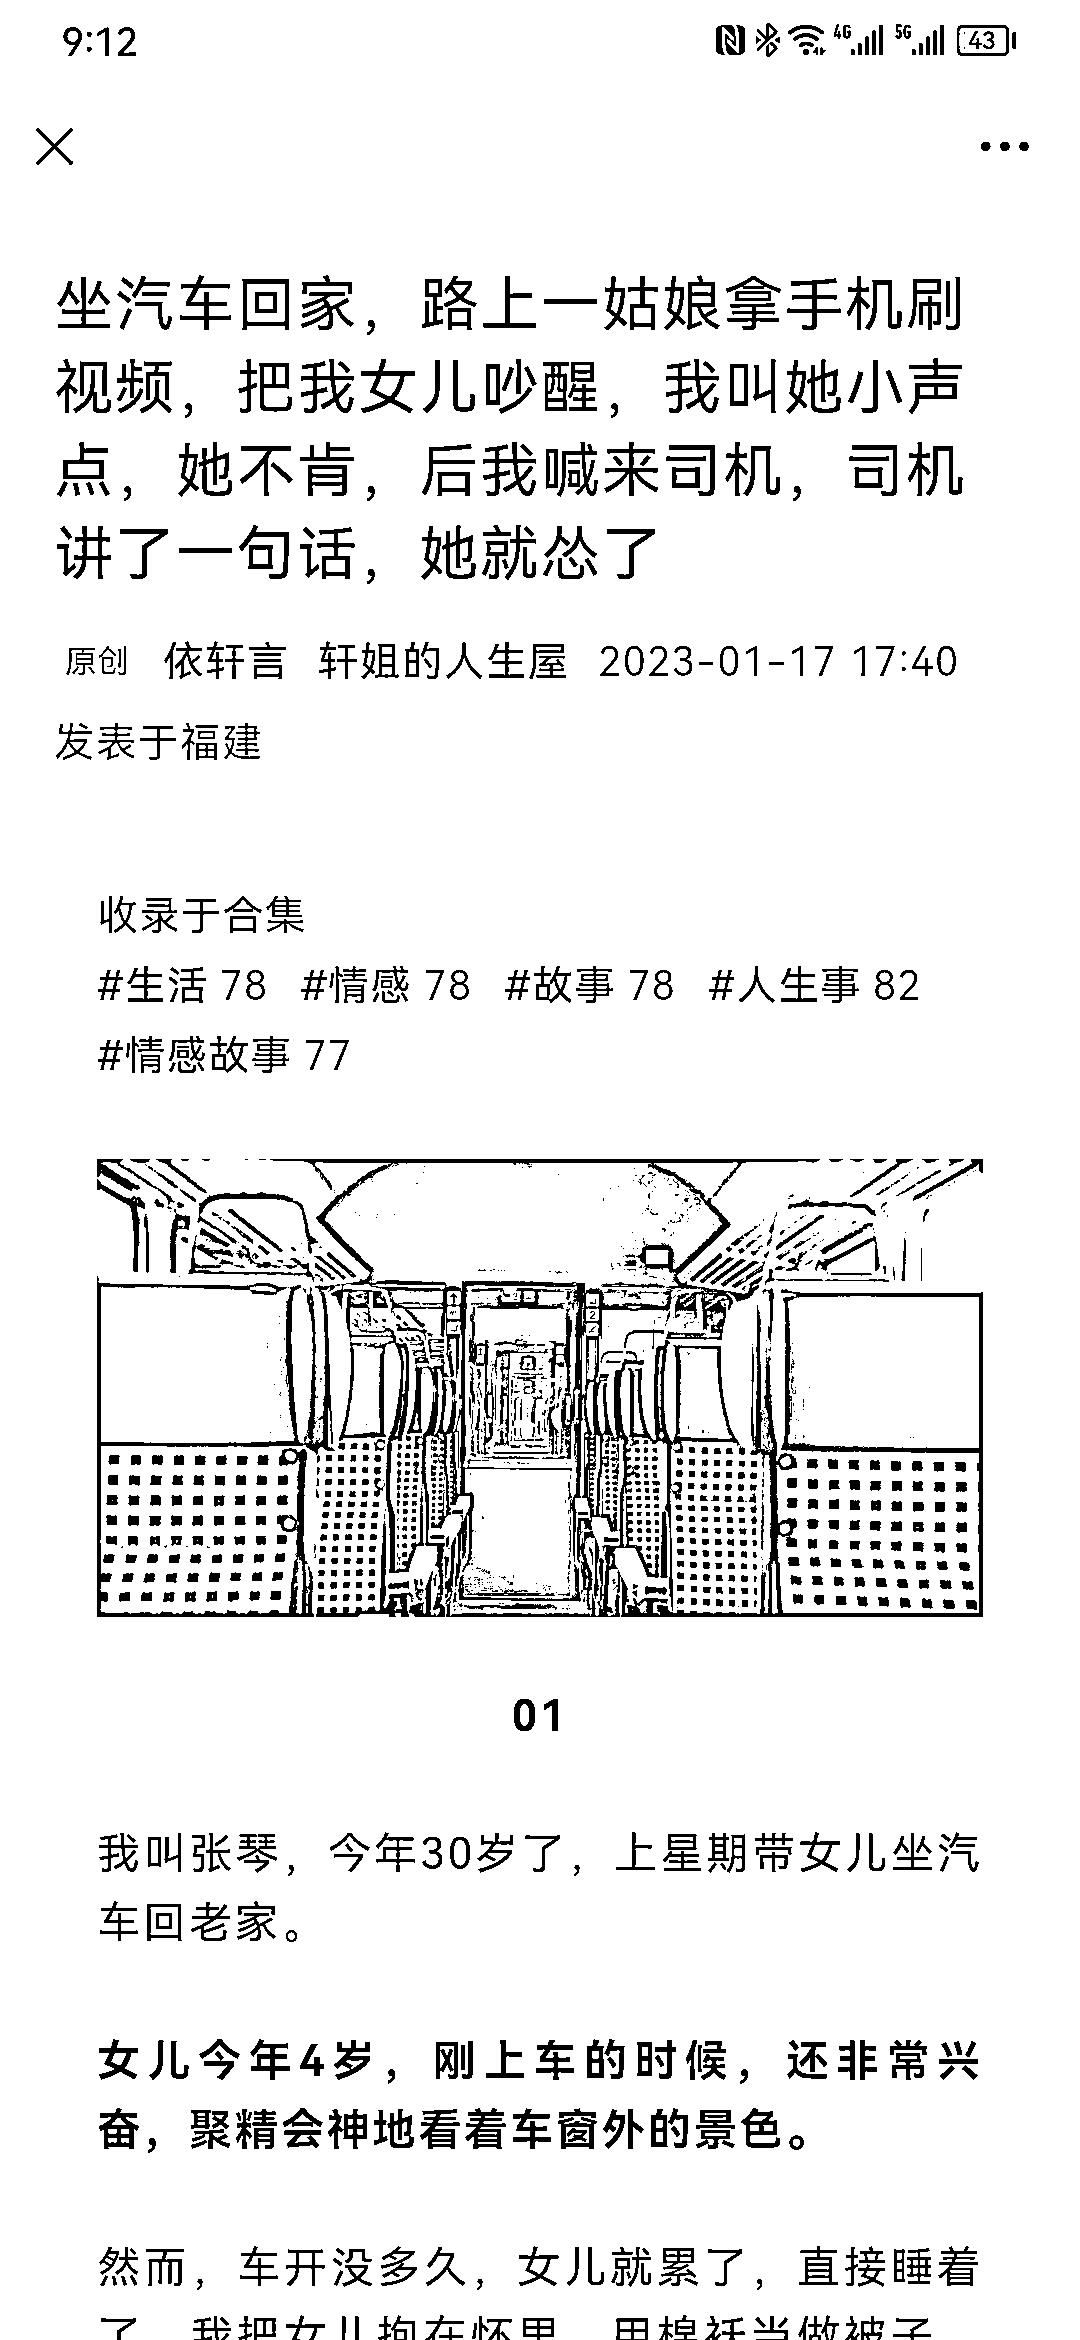 9:12
4G 5G 43
坐汽车回家，路上一姑娘拿手机刷
视频，把我女儿吵醒，我叫她小声
点，她不肯，后我喊来司机，司机
讲了一句话，她就怂了
原创 依轩言 轩姐的人生屋 2023-01-17 17:40
发表于福建
收录于合集
#生活 78 #情感 78 #故事 78 #人生事 82
#情感故事 77
01
我叫张琴，今年30岁了，上星期带女儿坐汽
车回老家。
女儿今年4岁，刚上车的时候，还非常兴
奋，聚精会神地看着车窗外的景色。
然而，车开没多久，女儿就累了，直接睡着
了，我把女儿抱在怀里，用棉袄当做被子，